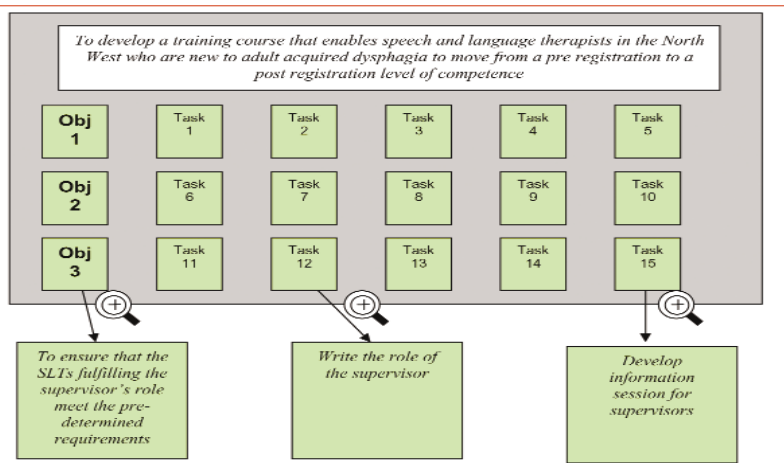 To develop a training course that enables speech and language therapists in the North
West who are new to adult acquired dysphagia to move from a pre registration to a
post registration level of competence
Obj
1
Task
1
Task
2
Task
3
Task
4
Task
5
Obj
2
Task
6
Task
7
Task
8
Task
9
Task
10
Obj
3
Task
11
Task
12
Task
13
Task
14
Task
15
To ensure that the
SLTs fulfilling the
supervisor's role
meet the pre-
determined
requirements
Write the role of
the supervisor
Develop
information
session for
supervisors